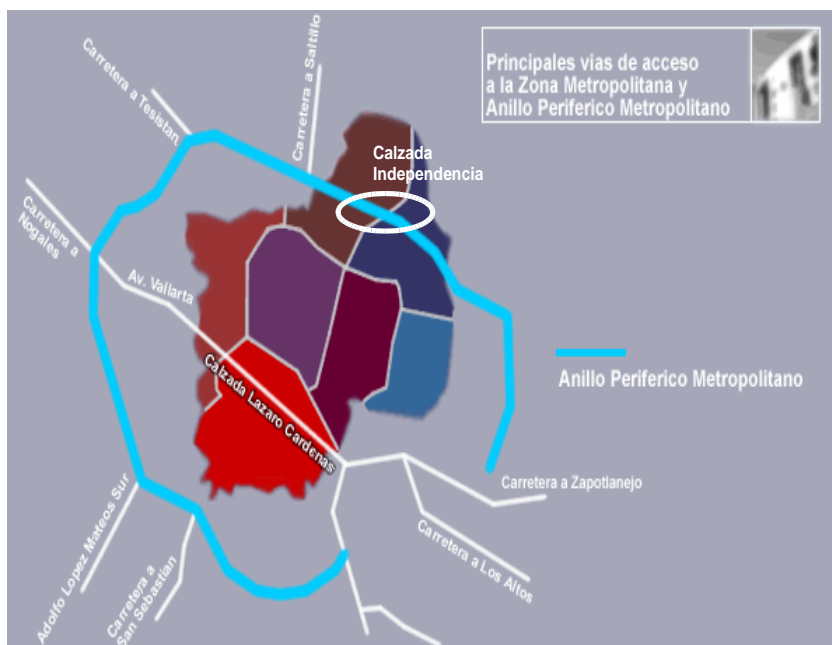 Principales vias de acceso
a la Zona Metropolitana y
Anillo Periferico Metropolitano
Carretera a Tesistan
Carretera a Saltillo
Calzada
Independencia
Carretera a
Nogales
Av. Vallarta
Calzada Lazaro Cardenas
Anillo Periferico Metropolitano
Carretera a Zapotlanejo
Carretera a Los Altos
Adolfo Lopez Mateos Sur
Carretera a
San Sebastian